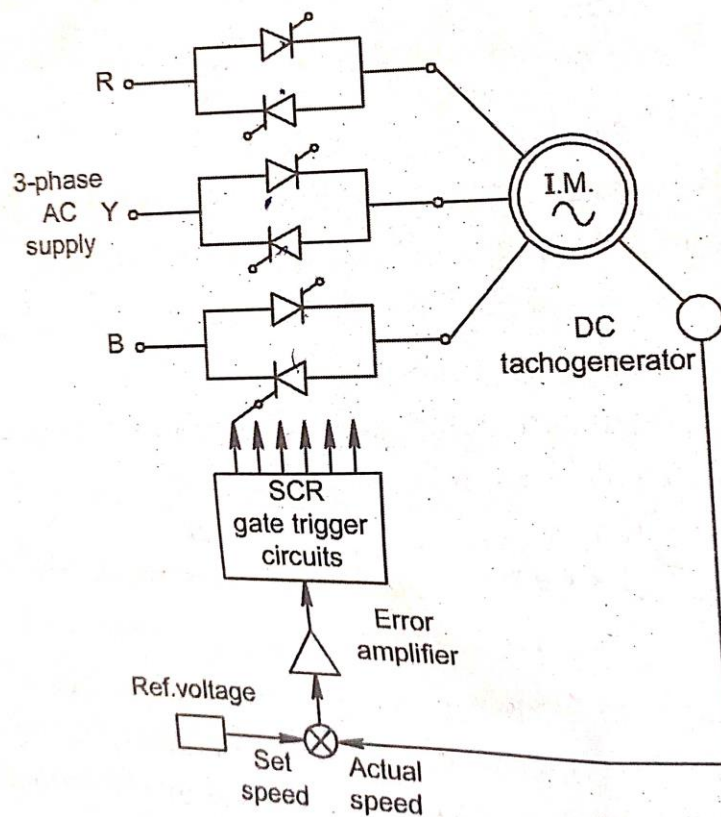 R
3-phase
AC Y
supply
B
I.M.
DC
tachogenerator
SCR
gate trigger
circuits
Error
amplifier
Ref.voltage
Set
speed
Actual
speed